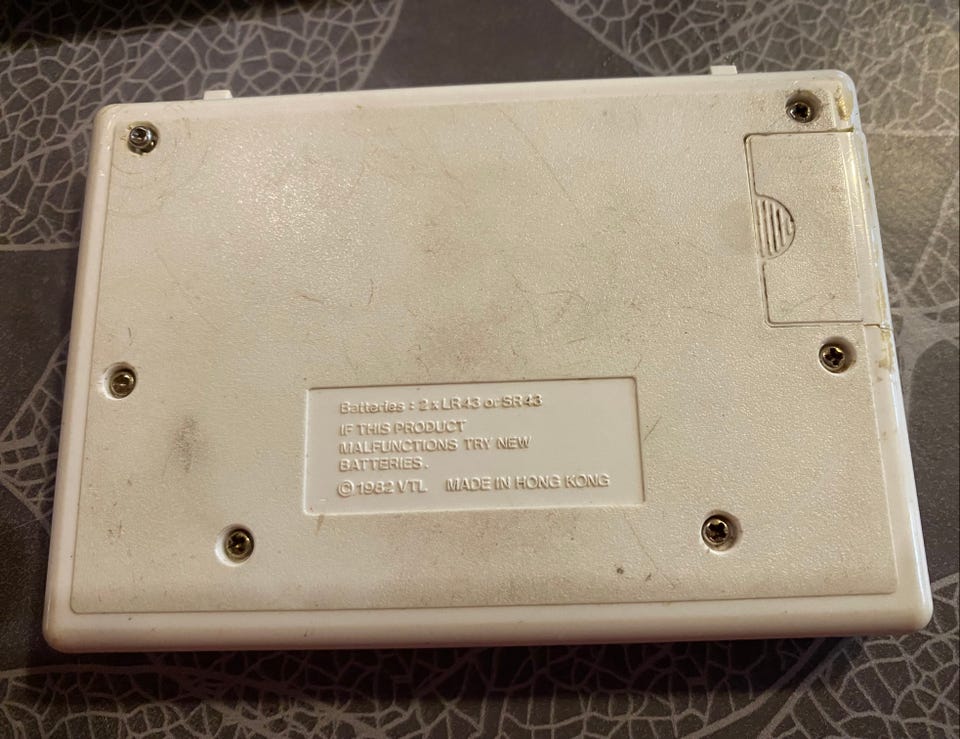 Batteries : 2 x LR43 or SR43
IF THIS PRODUCT
MALFUNCTIONS TRY NEW
BATTERIES.
© 1982 VTL MADE IN HONG KONG